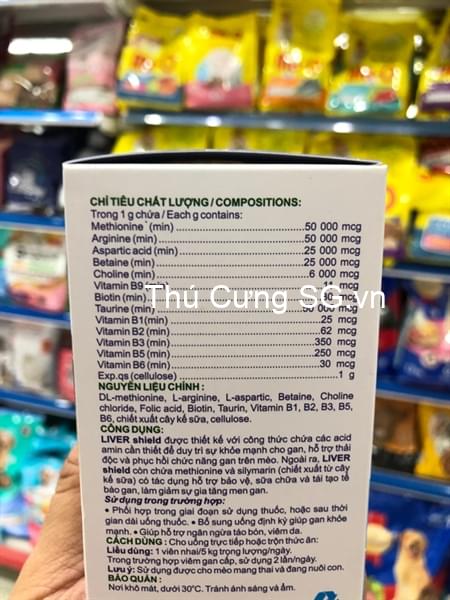 CHỈ TIÊU CHẤT LƯỢNG / COMPOSITIONS:
Trong 1 g chứa / Each g contains:
Methionine (min) 50 000 mcg
Arginine (min) 50 000 mcg
Aspartic acid (min) 25 000 mcg
Betaine (min) 25 000 mcg
Choline (min) 6 000 mcg
Vitamin B9 mcg
Biotin (min) mcg
Taurine (min) 50 000 mcg
Vitamin B1(min) 25 mcg
Vitamin B2 (min) 62 mcg
Vitamin B3 (min) 350 mcg
Vitamin B5 (min) 250 mcg
Vitamin B6 (min) 30 mcg
Exp.qs (cellulose) 1 g
Thú Cưng SG.vn
NGUYÊN LIỆU CHÍNH :
DL-methionine, L-arginine, L-aspartic, Betaine, Choline
chloride, Folic acid, Biotin, Taurin, Vitamin B1, B2, B3, B5,
B6, chiết xuất cây kế sữa, cellulose.
CÔNG DỤNG:
LIVER shield được thiết kế với công thức chứa các acid
amin cần thiết để duy trì sự khỏe mạnh cho gan, hỗ trợ thải
độc và phục hồi chức năng gan trên mèo. Ngoài ra, LIVER
shield còn chứa methionine và silymarin (chiết xuất từ cây
kế sữa) có tác dụng hỗ trợ bảo vệ, sửa chữa và tái tạo tế
bào gan, làm giảm sự gia tăng men gan.
Sử dụng trong trường hợp:
• Phối hợp trong giai đoạn sử dụng thuốc, hoặc sau thời
gian dài uống thuốc. • Bổ sung uống định kỳ giúp gan khỏe
mạnh. • Giúp hỗ trợ ngăn ngừa táo bón, viêm da.
CÁCH DÙNG : Cho uống trực tiếp hoặc trộn thức ăn:
Liều dùng: 1 viên nhai/5 kg trọng lượng/ngày.
Trong trường hợp viêm gan cấp, sử dụng 2 lần/ngày.
Lưu ý: Sử dụng được cho mèo mang thai và đang nuôi con.
BẢO QUẢN :
Nơi khô mát, dưới 30°C. Tránh ánh sáng và ẩm.